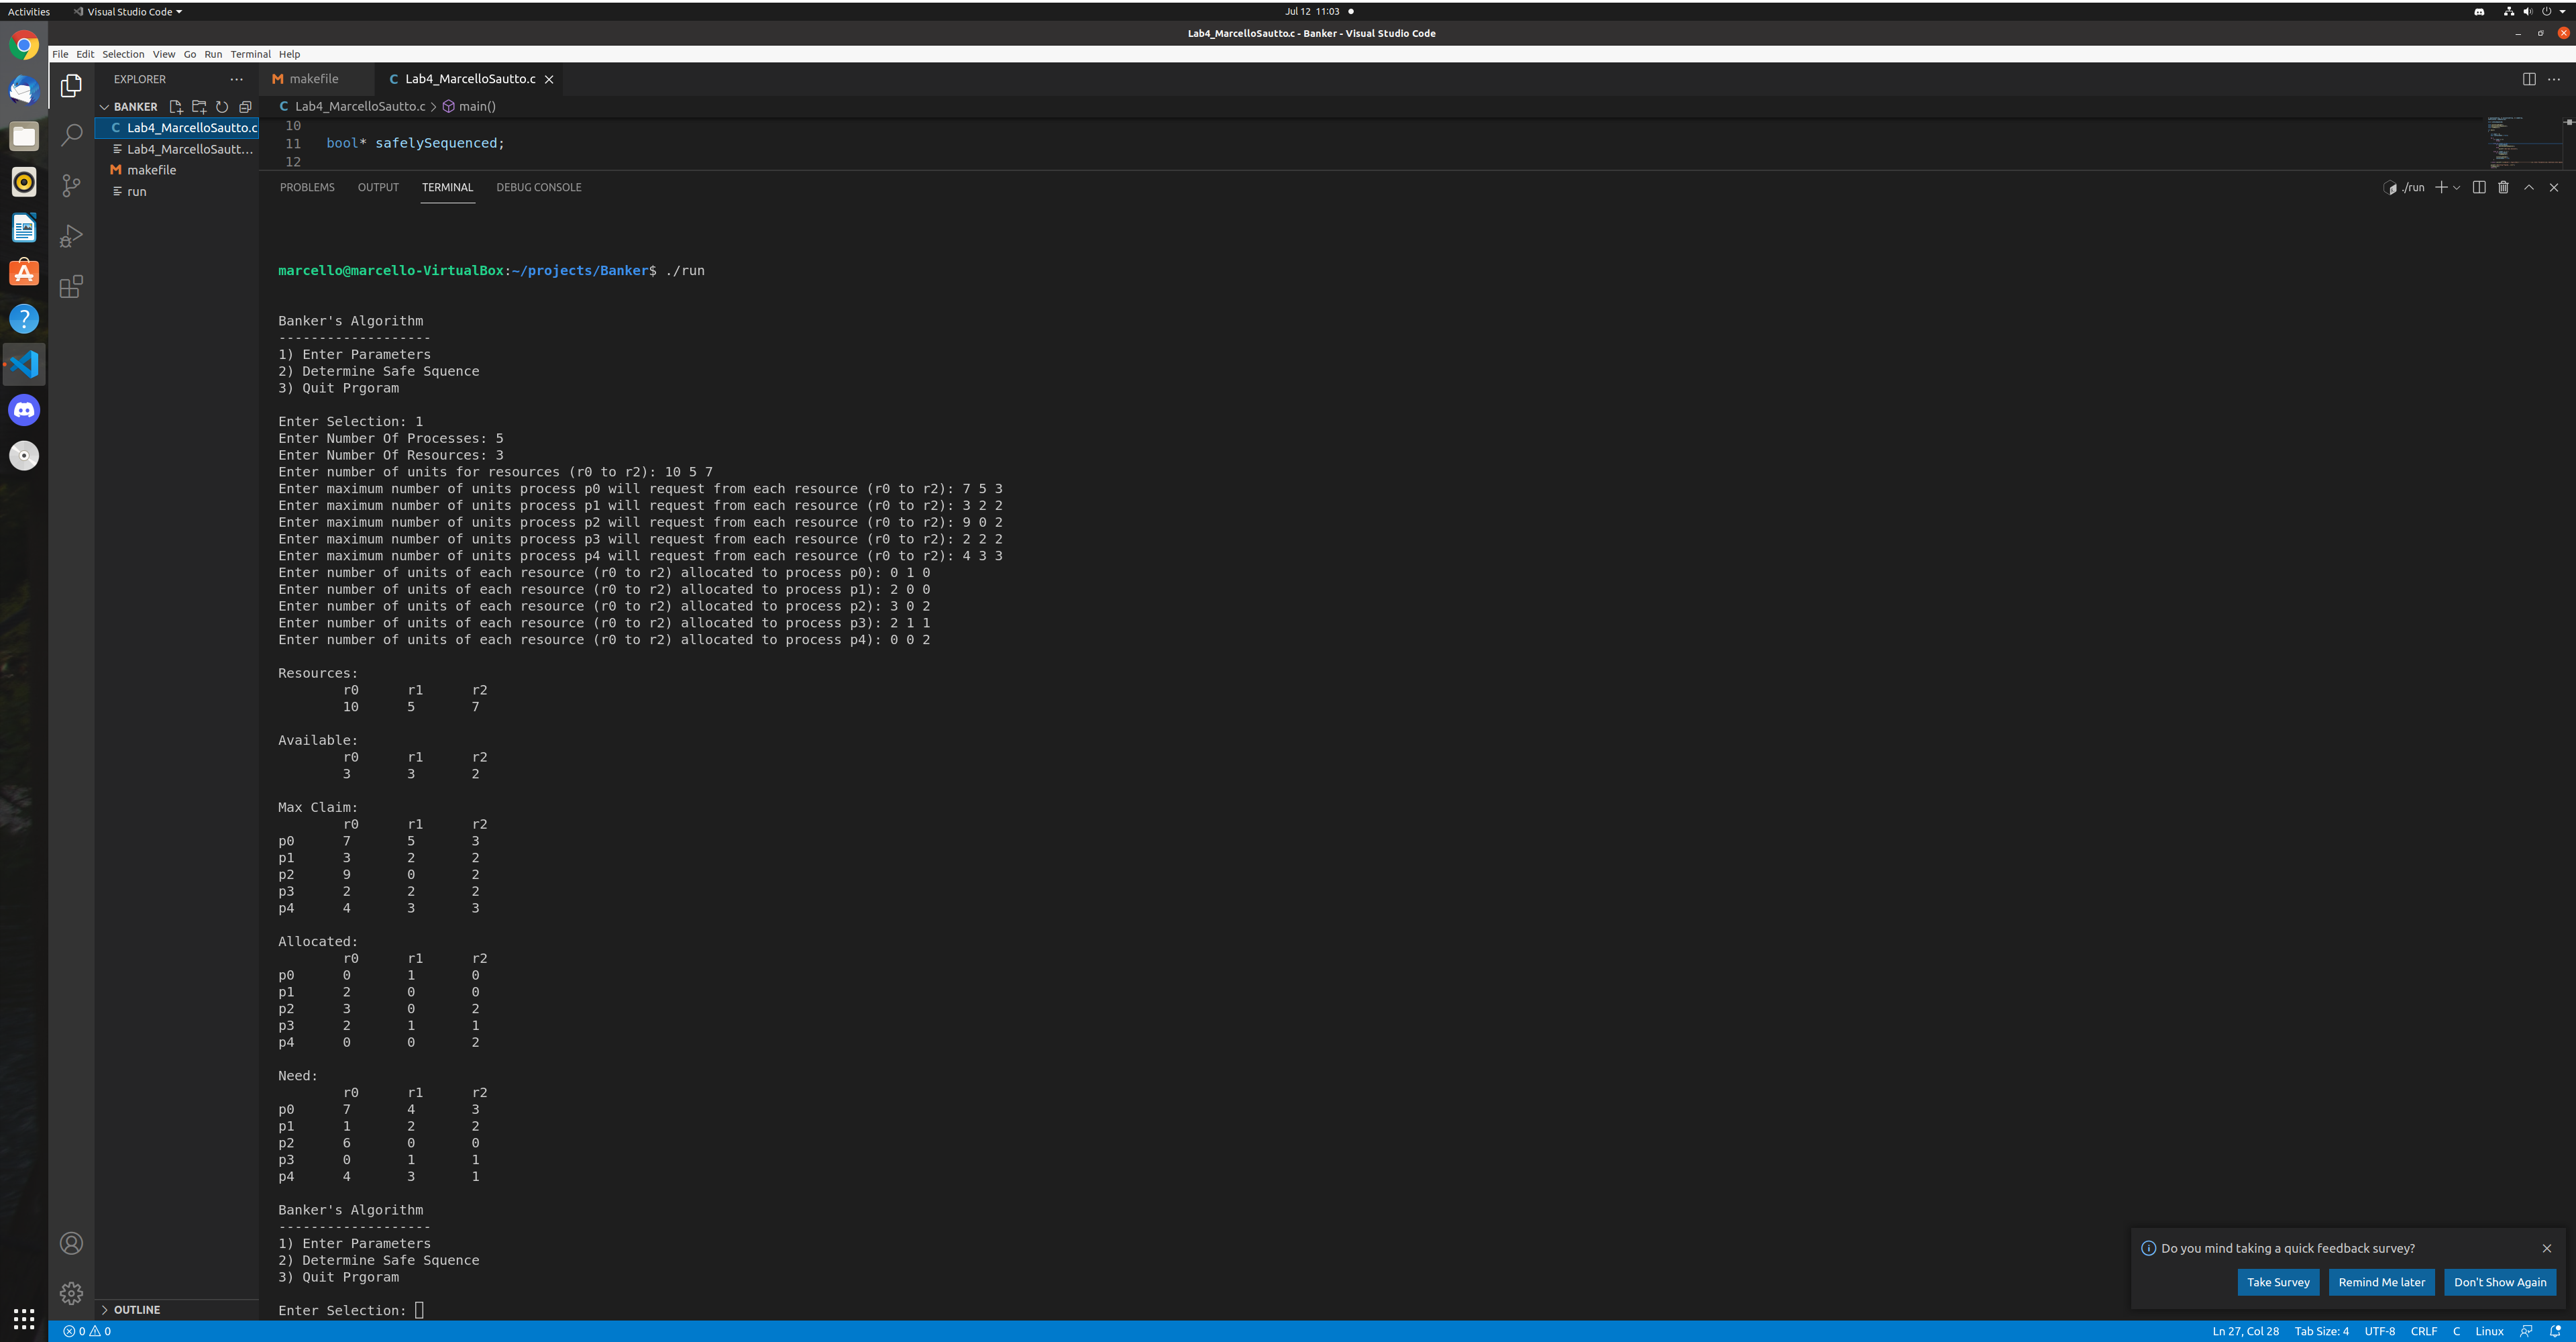 Activities Visual Studio Code Jul 12 11:03
Lab4_MarcelloSautto.c - Banker - Visual Studio Code
File Edit Selection View Go Run Terminal Help
EXPLORER
BANKER
Lab4_MarcelloSautto.c
Lab4_MarcelloSautt...
makefile
run
OUTLINE
makefile Lab4_MarcelloSautto.c
Lab4_MarcelloSautto.c > main()
10
11 bool* safelySequenced;
12
PROBLEMS OUTPUT TERMINAL DEBUG CONSOLE ./run
marcello@marcello-VirtualBox:~/projects/Banker$ ./run
Banker's Algorithm
-------------------
1) Enter Parameters
2) Determine Safe Squence
3) Quit Prgoram
Enter Selection: 1
Enter Number Of Processes: 5
Enter Number Of Resources: 3
Enter number of units for resources (r0 to r2): 10 5 7
Enter maximum number of units process p0 will request from each resource (r0 to r2): 7 5 3
Enter maximum number of units process p1 will request from each resource (r0 to r2): 3 2 2
Enter maximum number of units process p2 will request from each resource (r0 to r2): 9 0 2
Enter maximum number of units process p3 will request from each resource (r0 to r2): 2 2 2
Enter maximum number of units process p4 will request from each resource (r0 to r2): 4 3 3
Enter number of units of each resource (r0 to r2) allocated to process p0): 0 1 0
Enter number of units of each resource (r0 to r2) allocated to process p1): 2 0 0
Enter number of units of each resource (r0 to r2) allocated to process p2): 3 0 2
Enter number of units of each resource (r0 to r2) allocated to process p3): 2 1 1
Enter number of units of each resource (r0 to r2) allocated to process p4): 0 0 2
Resources:
r0 r1 r2
10 5 7
Available:
r0 r1 r2
3 3 2
Max Claim:
r0 r1 r2
p0 7 5 3
p1 3 2 2
p2 9 0 2
p3 2 2 2
p4 4 3 3
Allocated:
r0 r1 r2
p0 0 1 0
p1 2 0 0
p2 3 0 2
p3 2 1 1
p4 0 0 2
Need:
r0 r1 r2
p0 7 4 3
p1 1 2 2
p2 6 0 0
p3 0 1 1
p4 4 3 1
Banker's Algorithm
-------------------
1) Enter Parameters
2) Determine Safe Squence
3) Quit Prgoram
Enter Selection:
Do you mind taking a quick feedback survey?
Take Survey Remind Me later Don't Show Again
0 0 Ln 27, Col 28 Tab Size: 4 UTF-8 CRLF C Linux